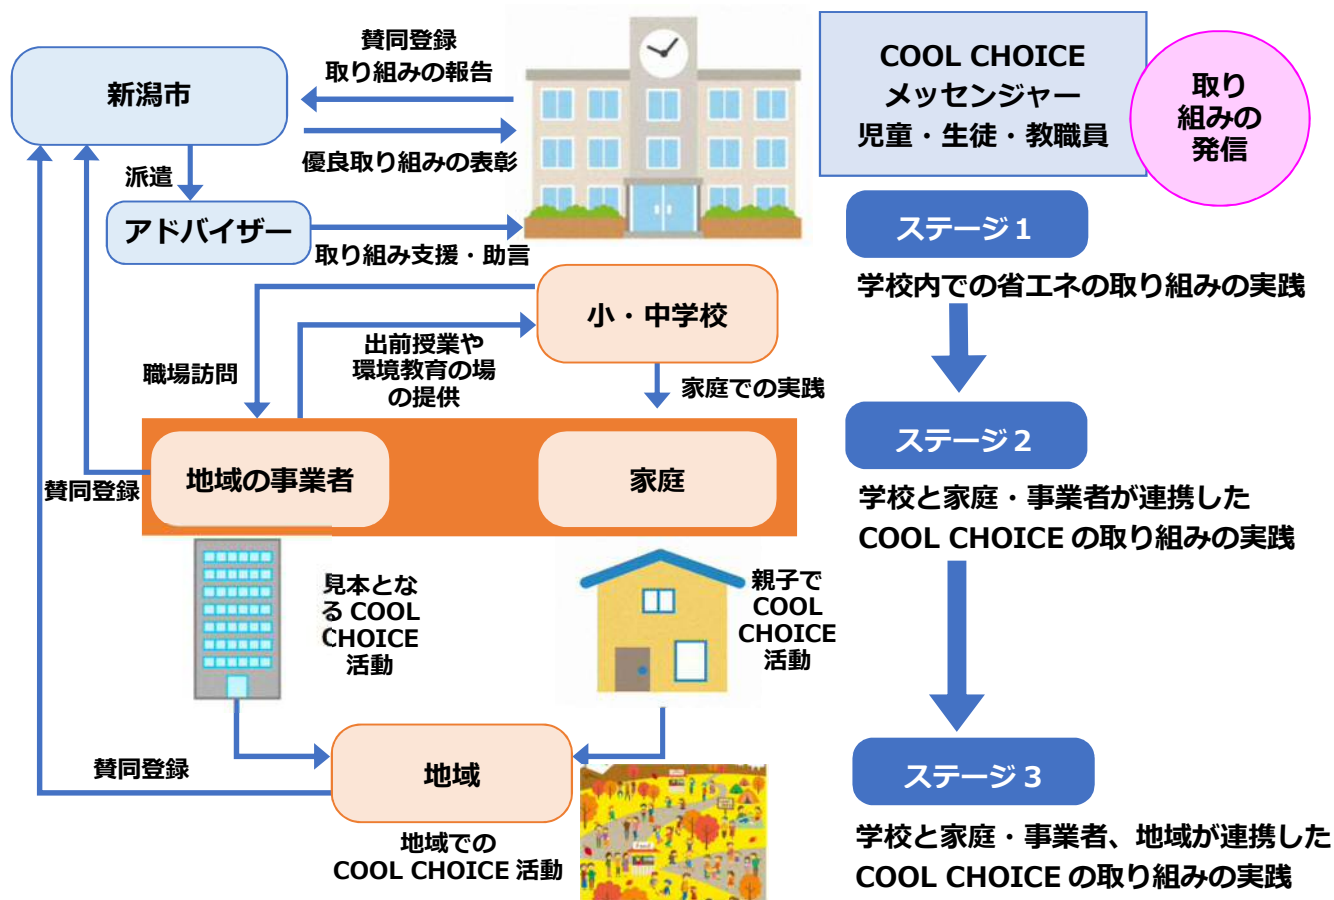 賛同登録
取り組みの報告
新潟市
優良取り組みの表彰
派遣
アドバイザー
取り組み支援・助言
COOL CHOICE
メッセンジャー
児童・生徒・教職員
取り
組みの
発信
ステージ１
学校内での省エネの取り組みの実践
小・中学校
出前授業や
環境教育の場
の提供
職場訪問
家庭での実践
地域の事業者
家庭
賛同登録
ステージ２
学校と家庭・事業者が連携した
COOL CHOICE の取り組みの実践
見本とな
る COOL
CHOICE
活動
親子で
COOL
CHOICE
活動
賛同登録
地域
地域での
COOL CHOICE 活動
ステージ３
学校と家庭・事業者、地域が連携した
COOL CHOICE の取り組みの実践